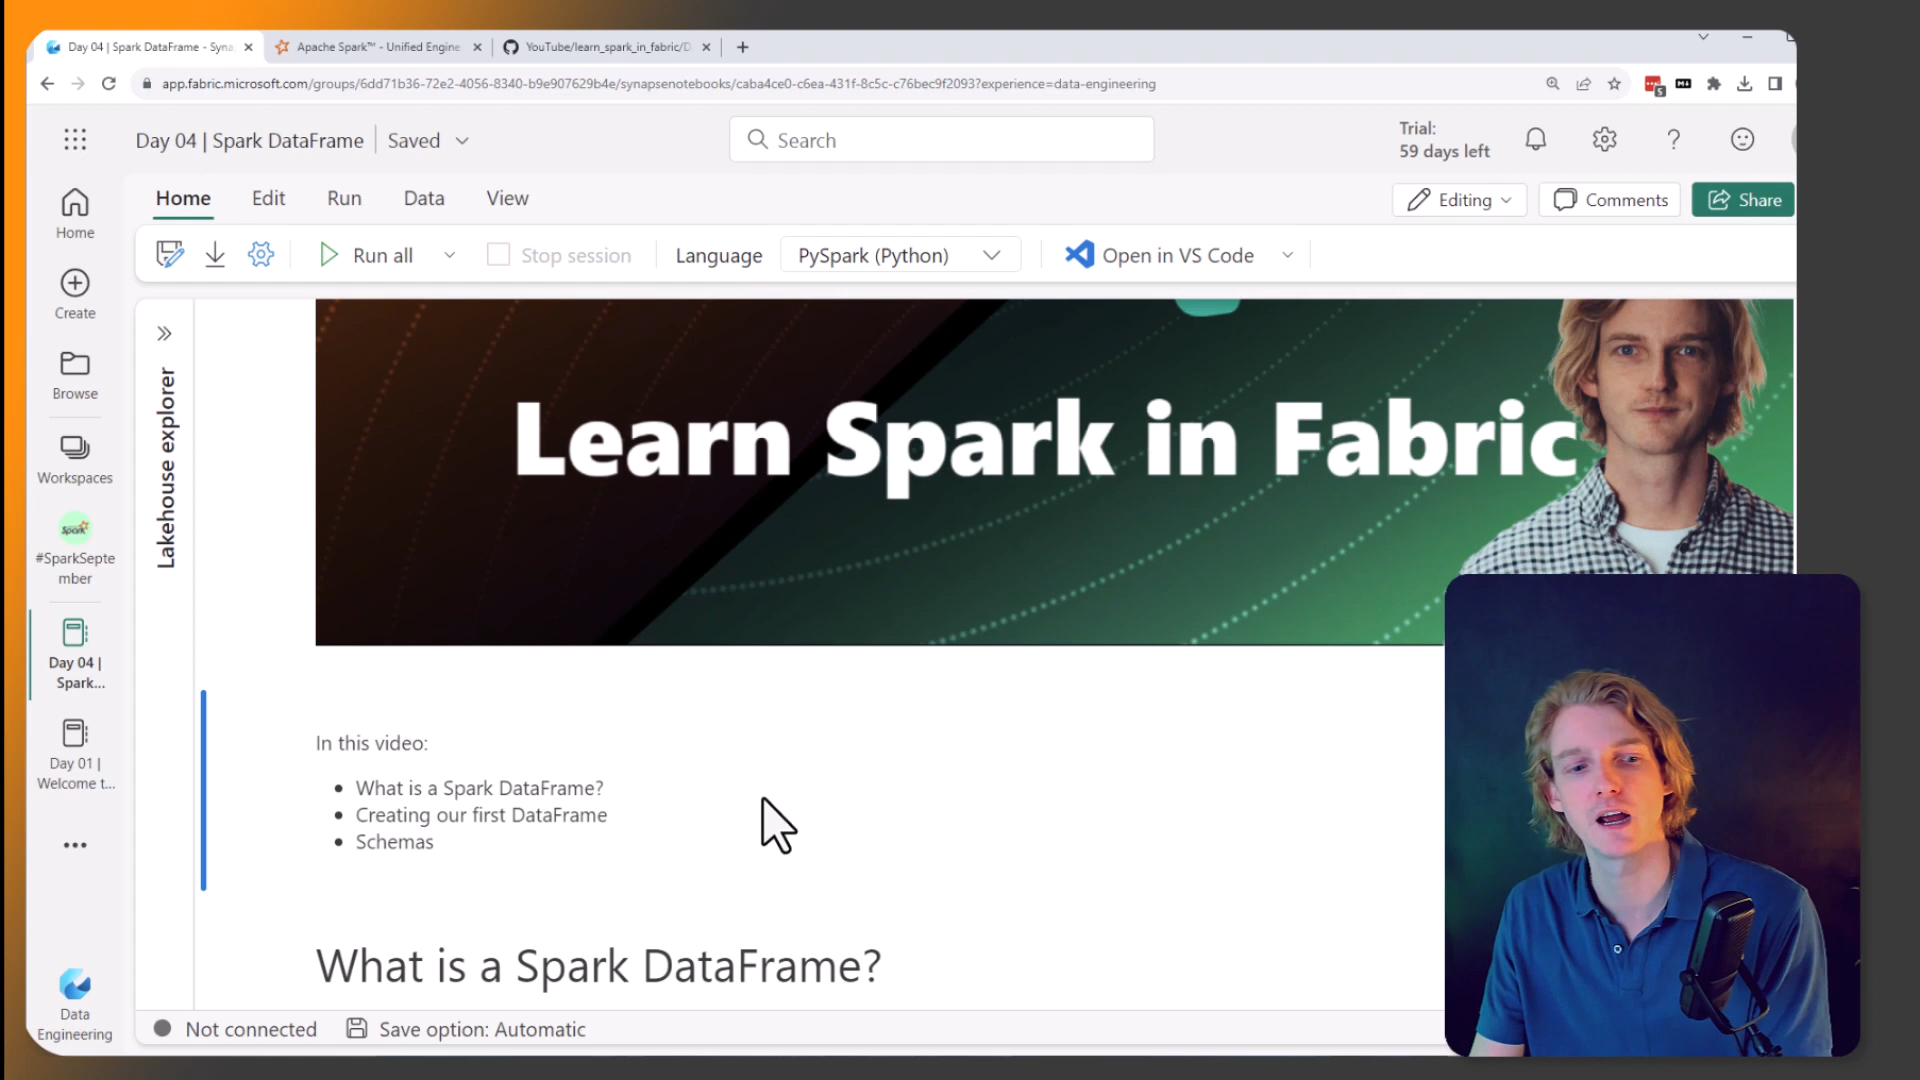 Day 04 | Spark DataFrame - Syna
Apache Spark™ - Unified Engine
YouTube/learn_spark_in_fabric/D
app.fabric.microsoft.com/groups/6dd71b36-72e2-4056-8340-b9e907629b4e/synapsenotebooks/caba4ce0-c6ea-431f-8c5c-c76bec9f2093?experience=data-engineering
5
Day 04 | Spark DataFrame
Saved
Search
Trial:
59 days left
Home
Edit
Run
Data
View
Editing
Comments
Share
Run all
Stop session
Language
PySpark (Python)
Open in VS Code
Home
Create
Browse
Workspaces
Spark
#SparkSepte
mber
Day 04 |
Spark...
Day 01 |
Welcome t...
Data
Engineering
Lakehouse explorer
Learn Spark in Fabric
In this video:
What is a Spark DataFrame?
Creating our first DataFrame
Schemas
What is a Spark DataFrame?
Not connected
Save option: Automatic